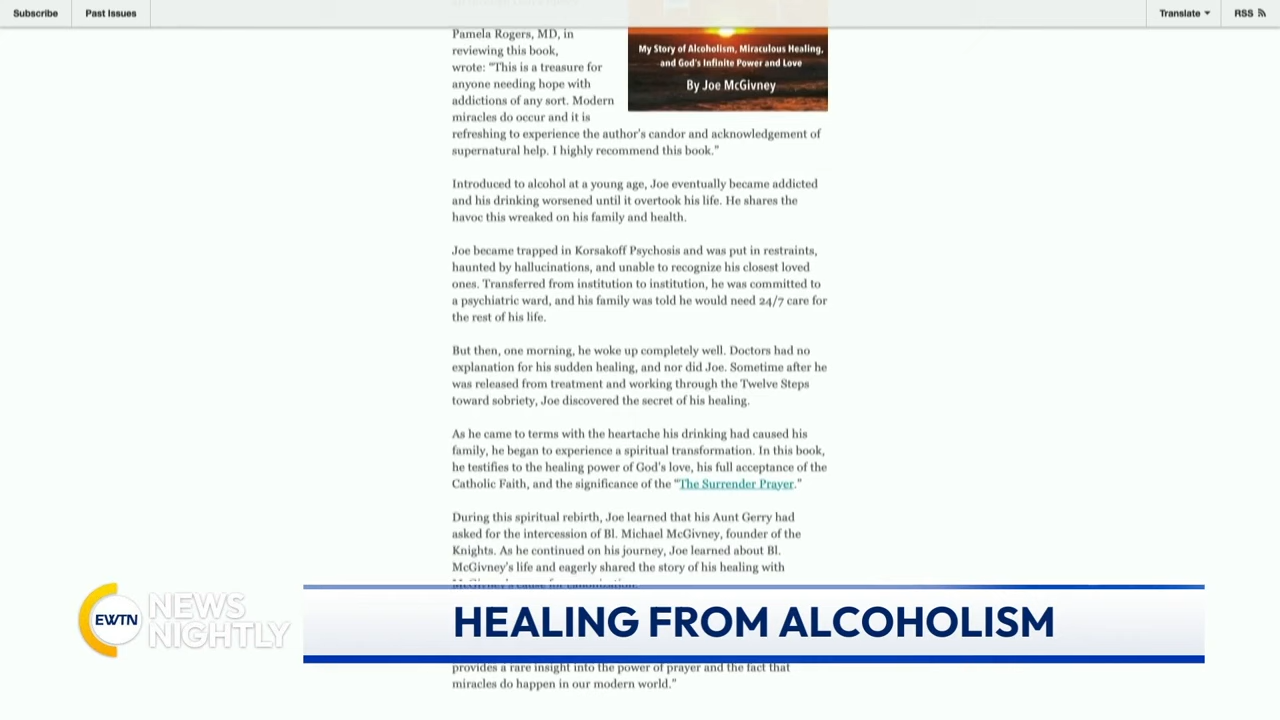 Subscribe
Past Issues
Translate
RSS
Pamela Rogers, MD, in
reviewing this book,
wrote: "This is a treasure for
anyone needing hope with
addictions of any sort. Modern
miracles do occur and it is
refreshing to experience the author's candor and acknowledgement of
supernatural help. I highly recommend this book."
My Story of Alcoholism, Miraculous Healing,
and God's Infinite Power and Love
By Joe McGivney
Introduced to alcohol at a young age, Joe eventually became addicted
and his drinking worsened until it overtook his life. He shares the
havoc this wreaked on his family and health.
Joe became trapped in Korsakoff Psychosis and was put in restraints,
haunted by hallucinations, and unable to recognize his closest loved
ones. Transferred from institution to institution, he was committed to
a psychiatric ward, and his family was told he would need 24/7 care for
the rest of his life.
But then, one morning, he woke up completely well. Doctors had no
explanation for his sudden healing, and nor did Joe. Sometime after he
was released from treatment and working through the Twelve Steps
toward sobriety, Joe discovered the secret of his healing.
As he came to terms with the heartache his drinking had caused his
family, he began to experience a spiritual transformation. In this book,
he testifies to the healing power of God's love, his full acceptance of the
Catholic Faith, and the significance of the "The Surrender Prayer."
During this spiritual rebirth, Joe learned that his Aunt Gerry had
asked for the intercession of Bl. Michael McGivney, founder of the
Knights. As he continued on his journey, Joe learned about Bl.
McGivney's life and eagerly shared the story of his healing with
EWTN
NEWS
NIGHTLY
HEALING FROM ALCOHOLISM
provides a rare insight into the power of prayer and the fact that
miracles do happen in our modern world."